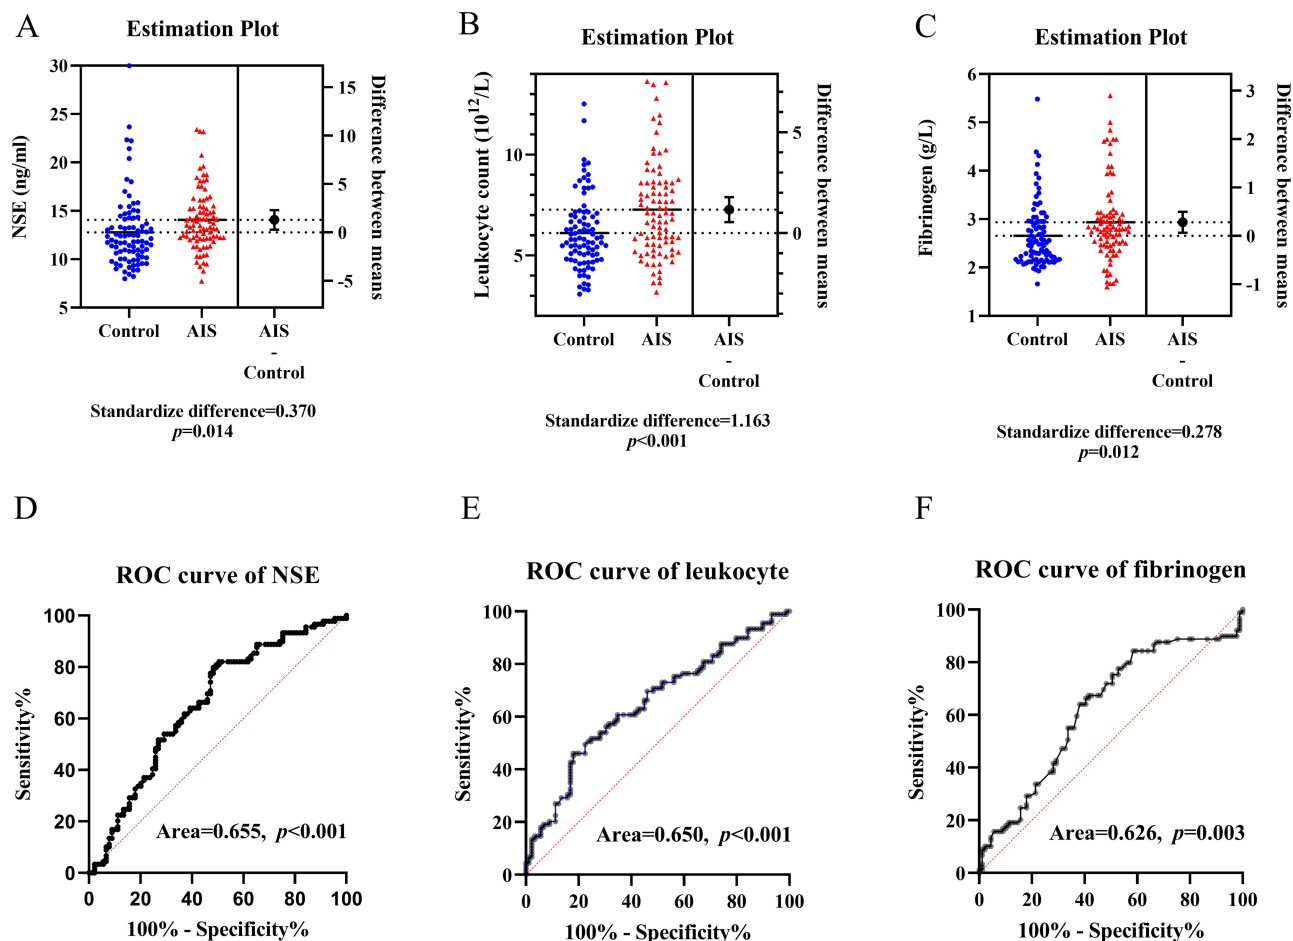 A
Estimation Plot
30
25
20
15
10
5
NSE (ng/ml)
15
10
5
0
-5
Difference between means
Control
AIS
AIS
-
Control
Standardize difference=0.370
p=0.014
B
Estimation Plot
10
5
Leukocyte count (10^12/L)
5
0
Difference between means
Control
AIS
AIS
-
Control
Standardize difference=1.163
p<0.001
C
Estimation Plot
6
5
4
3
2
1
Fibrinogen (g/L)
3
2
1
0
-1
Difference between means
Control
AIS
AIS
-
Control
Standardize difference=0.278
p=0.012
D
ROC curve of NSE
100
80
60
40
20
0
Sensitivity%
Area=0.655, p<0.001
0 20 40 60 80 100
100% - Specificity%
E
ROC curve of leukocyte
100
80
60
40
20
0
Sensitivity%
Area=0.650, p<0.001
0 20 40 60 80 100
100% - Specificity%
F
ROC curve of fibrinogen
100
80
60
40
20
0
Sensitivity%
Area=0.626, p=0.003
0 20 40 60 80 100
100% - Specificity%